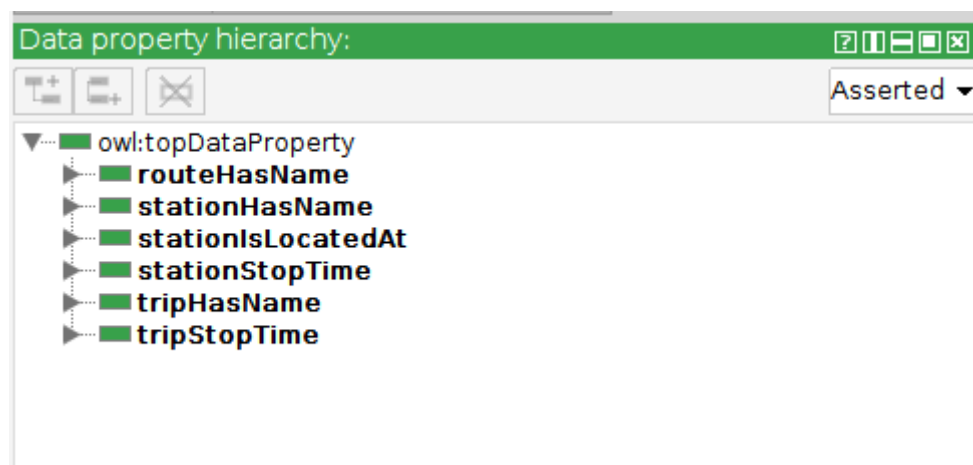 Data property hierarchy:
Asserted
owl:topDataProperty
routeHasName
stationHasName
stationIsLocatedAt
stationStopTime
tripHasName
tripStopTime